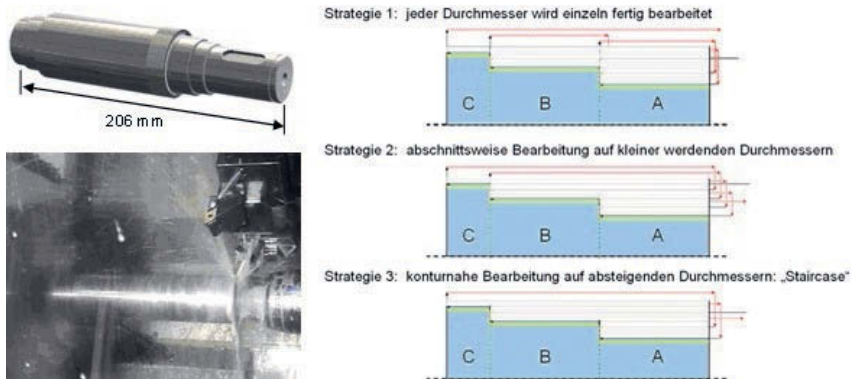 206 mm
Strategie 1: jeder Durchmesser wird einzeln fertig bearbeitet
C B A
Strategie 2: abschnittsweise Bearbeitung auf kleiner werdenden Durchmessern
C B A
Strategie 3: konturnahe Bearbeitung auf absteigenden Durchmessern: „Staircase“
C B A